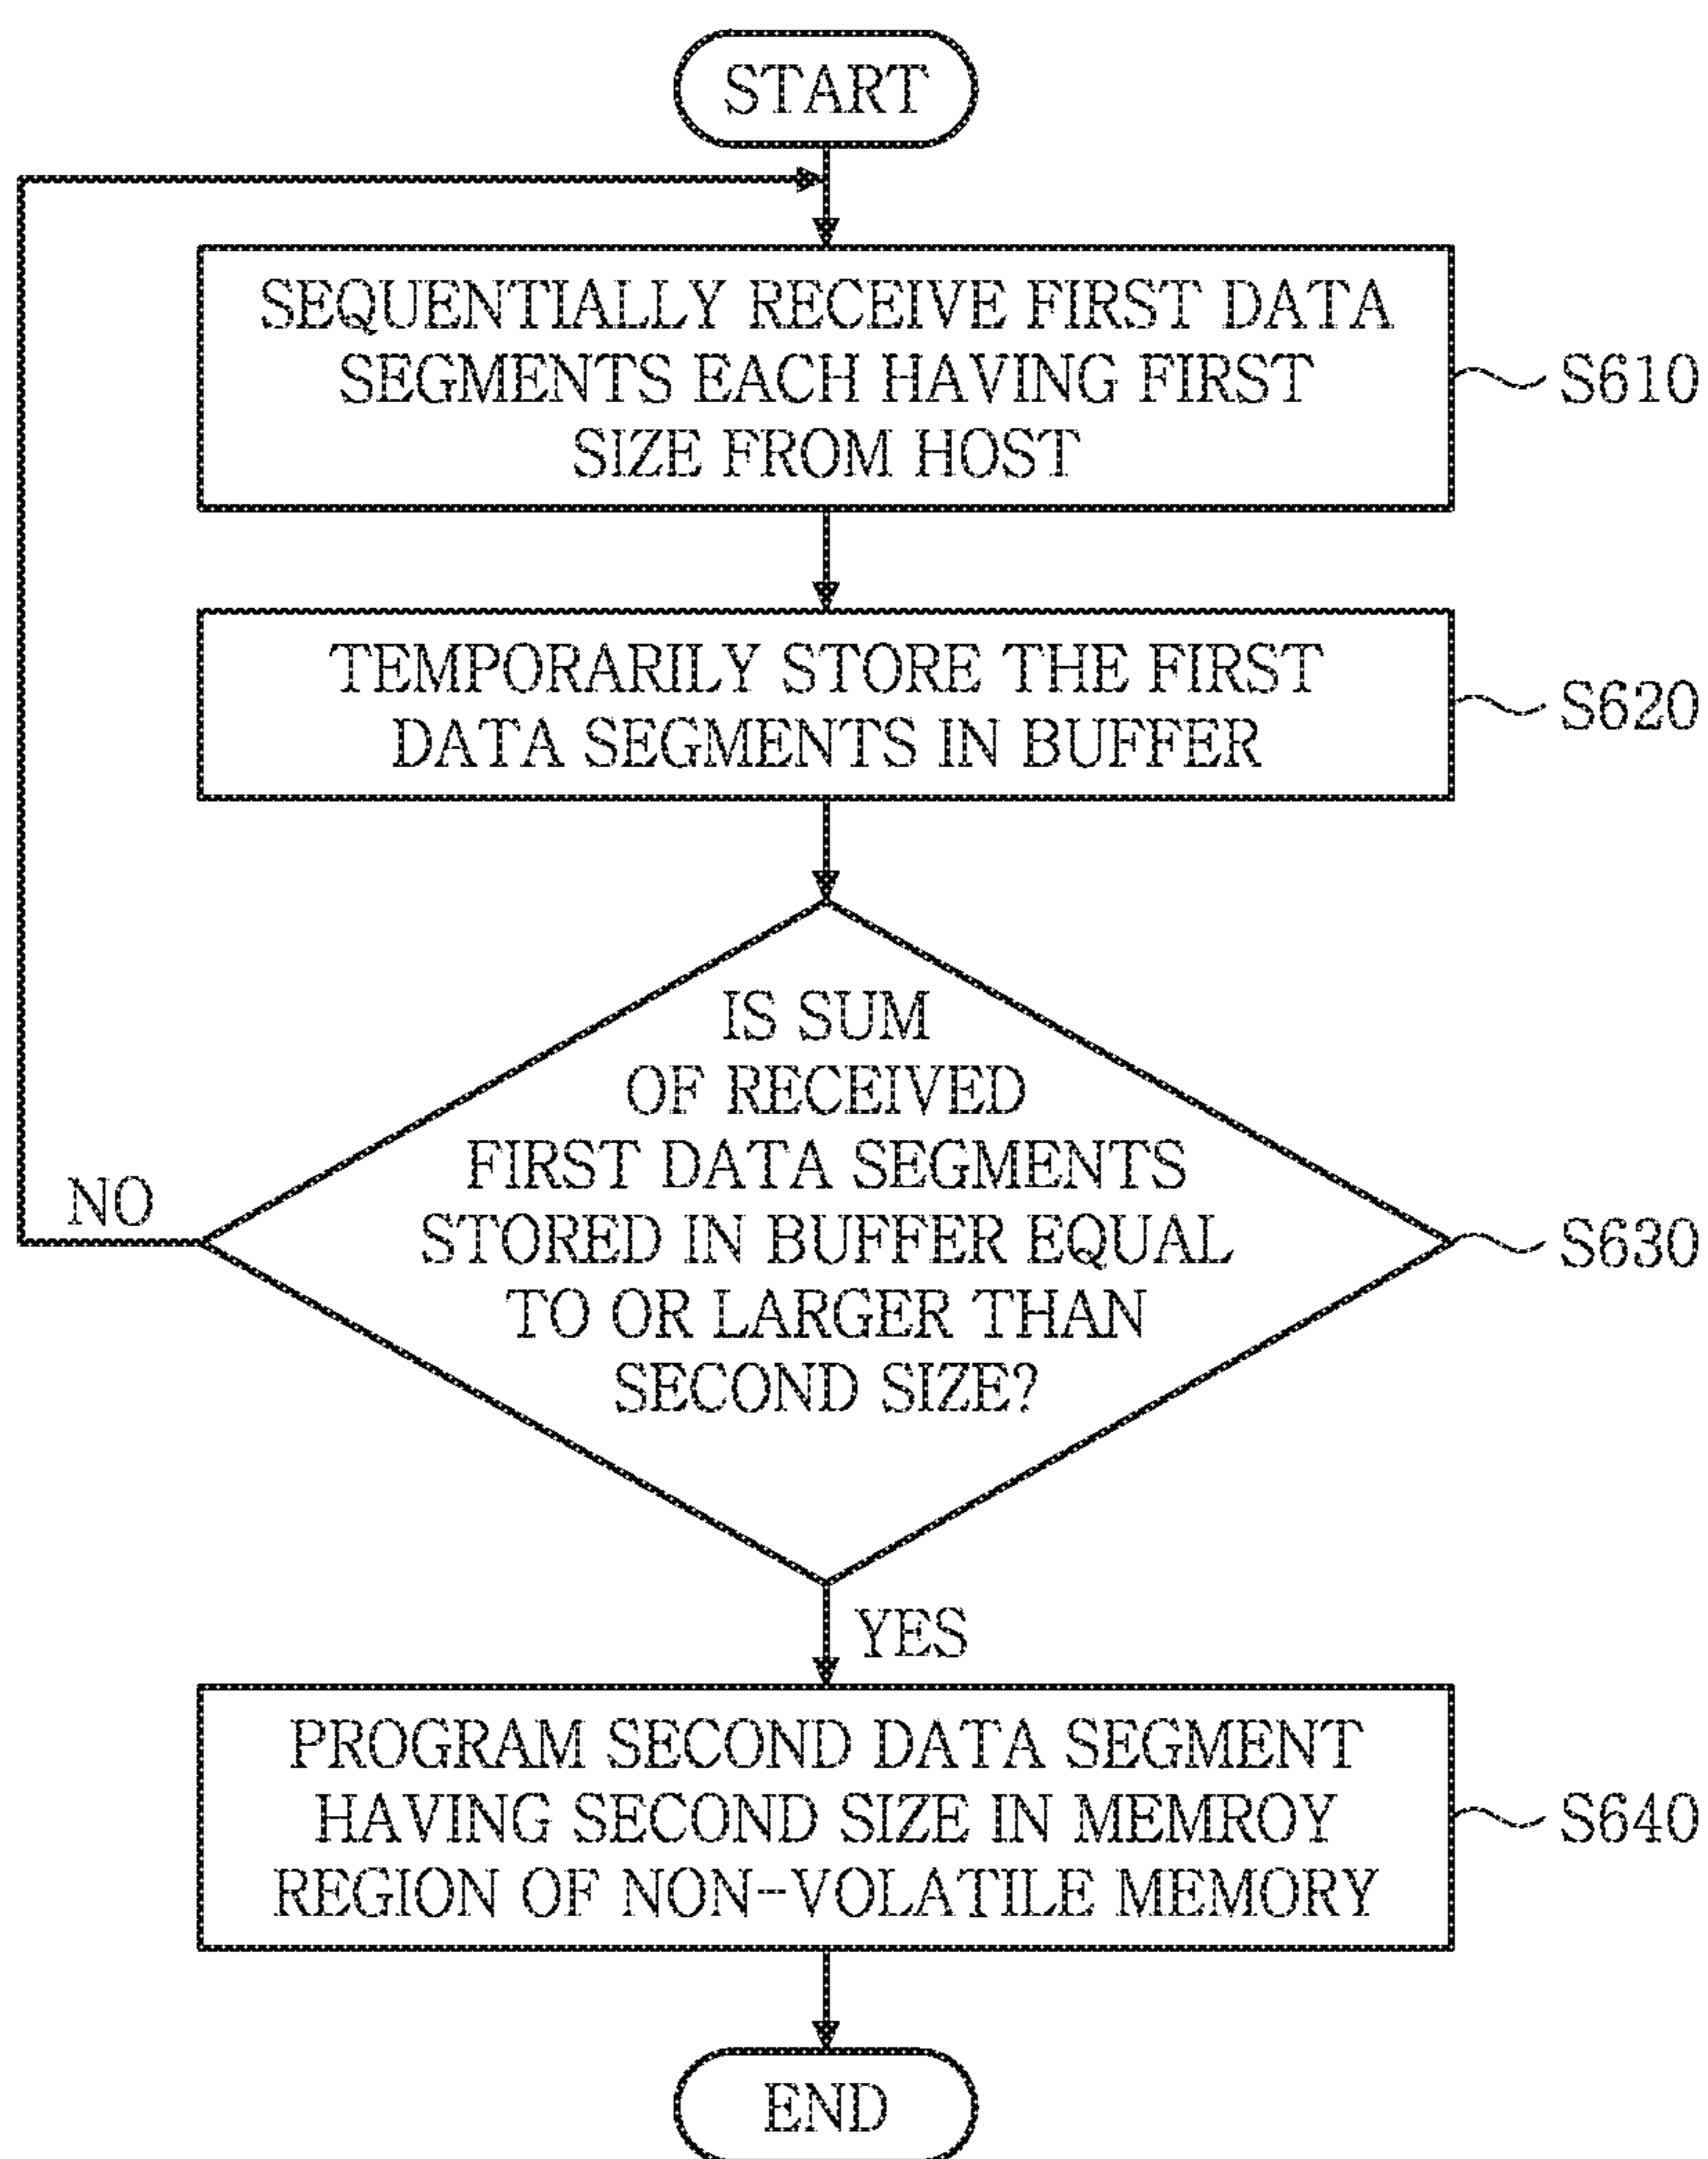 START
SEQUENTIALLY RECEIVE FIRST DATA
SEGMENTS EACH HAVING FIRST
SIZE FROM HOST
S610
TEMPORARILY STORE THE FIRST
DATA SEGMENTS IN BUFFER
S620
IS SUM
OF RECEIVED
FIRST DATA SEGMENTS
STORED IN BUFFER EQUAL
TO OR LARGER THAN
SECOND SIZE?
NO
S630
YES
PROGRAM SECOND DATA SEGMENT
HAVING SECOND SIZE IN MEMROY
REGION OF NON-VOLATILE MEMORY
S640
END